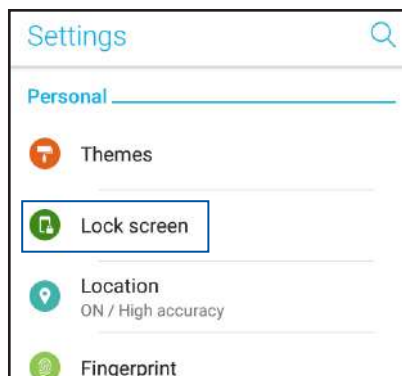 Settings
Personal
Themes
Lock screen
Location
ON / High accuracy
Fingerprint